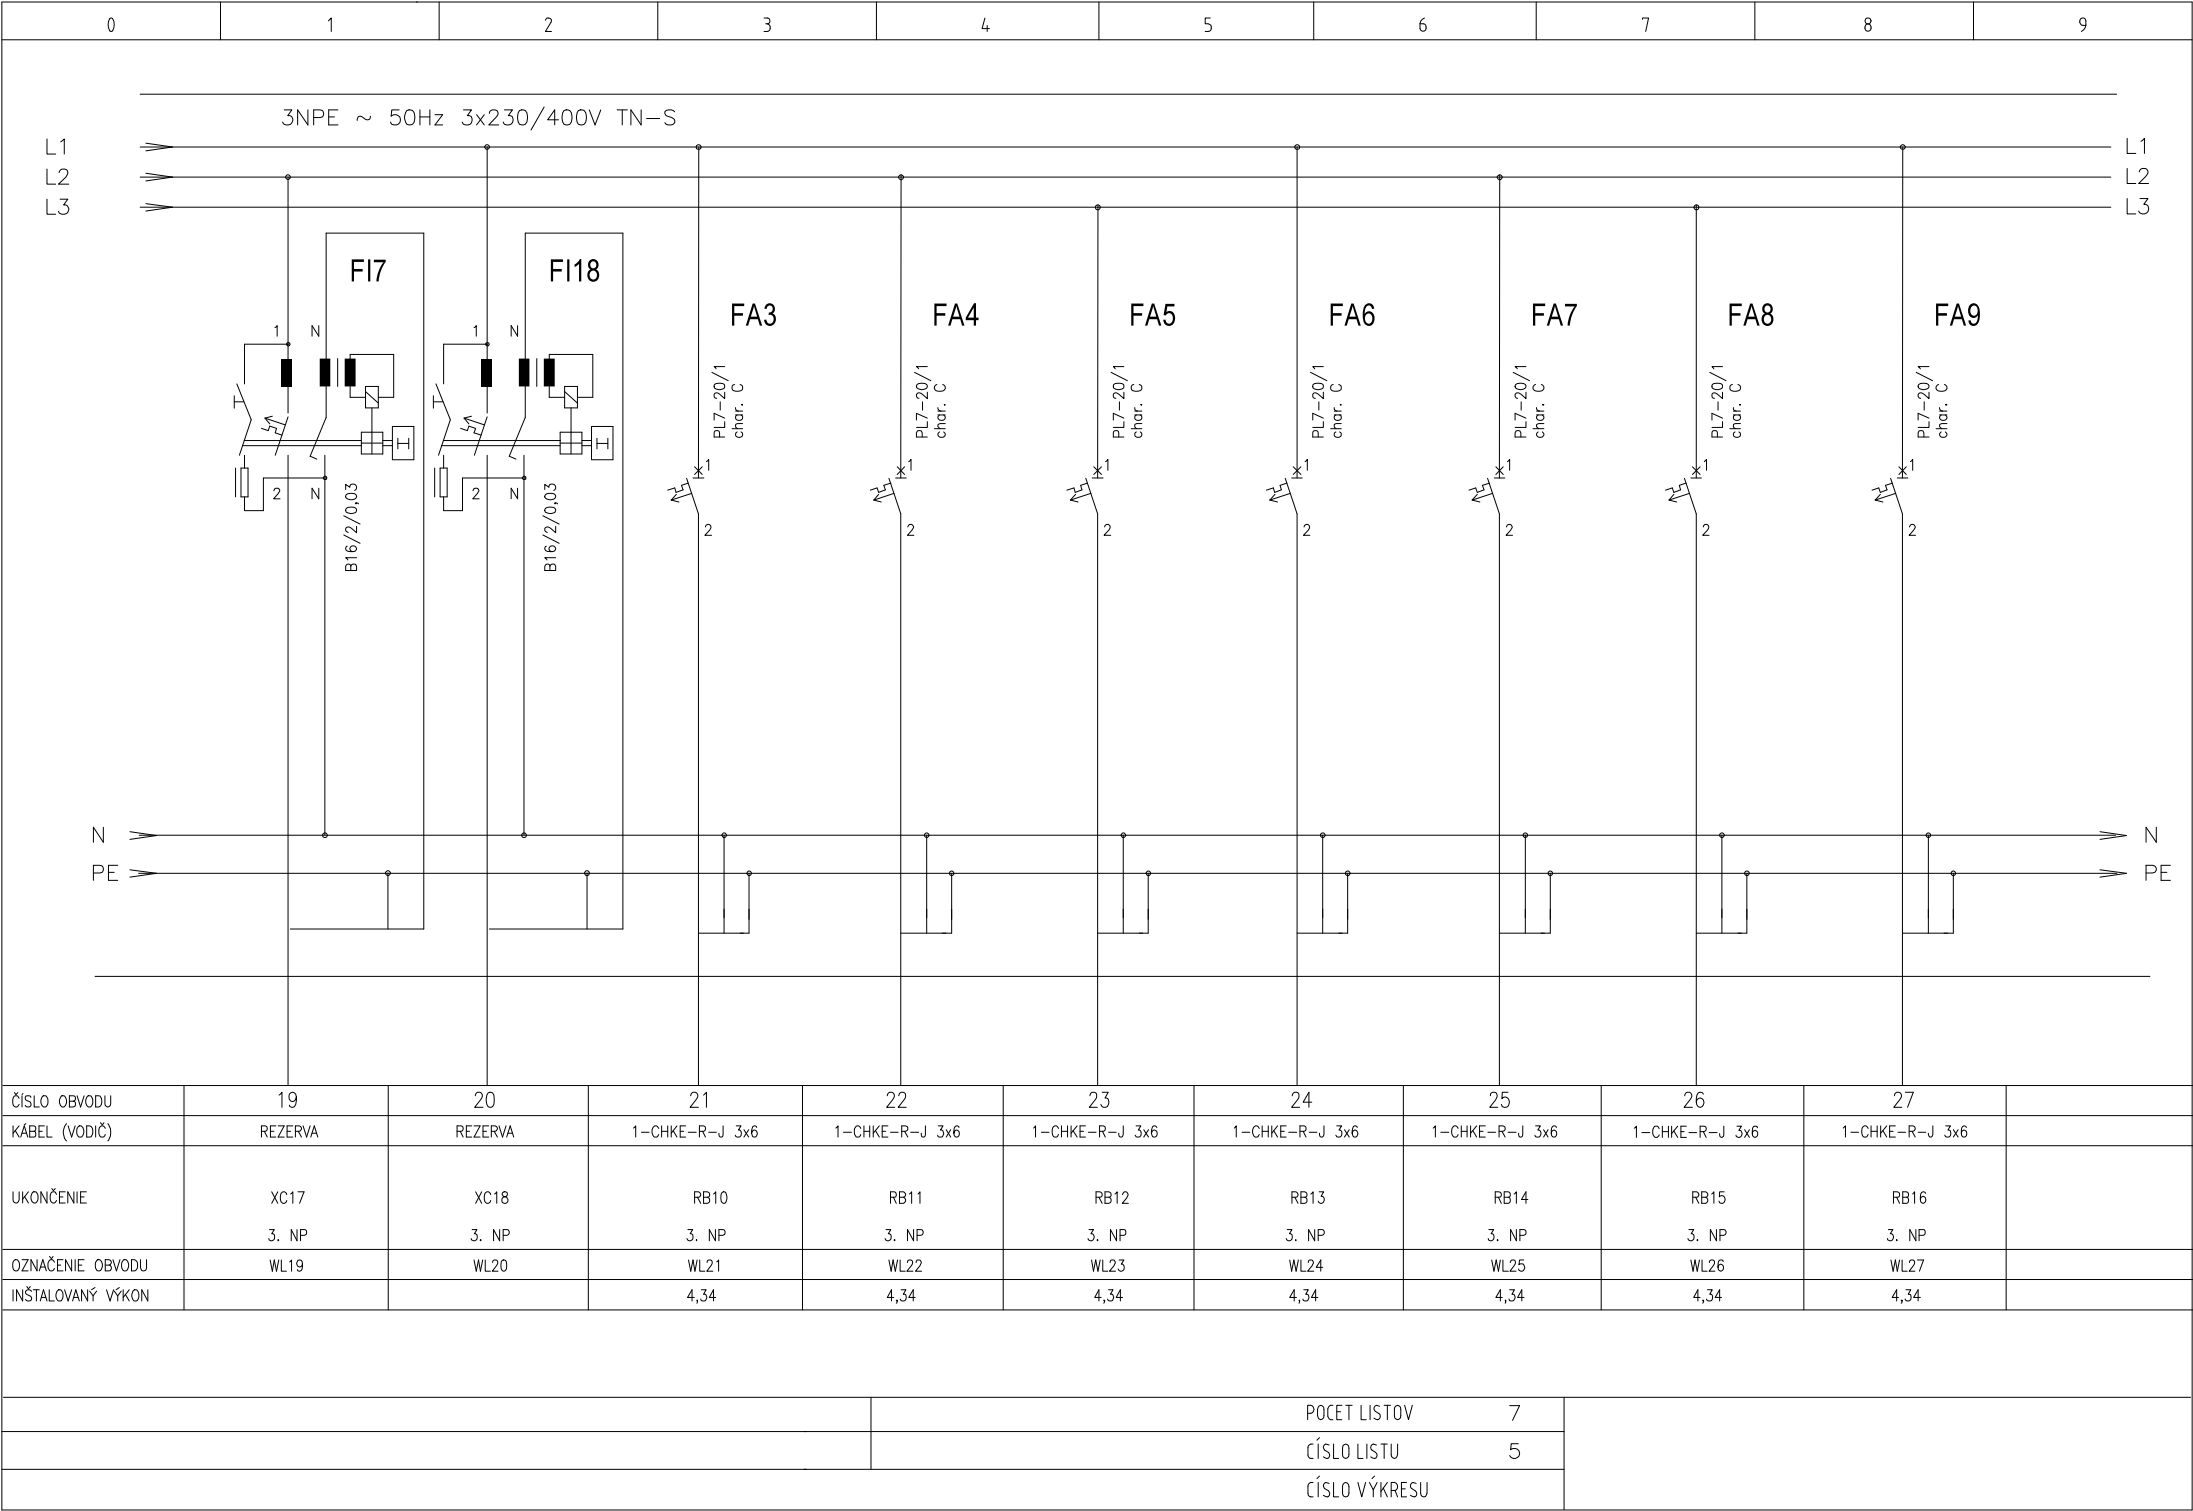 0 1 2 3 4 5 6 7 8 9
3NPE ~ 50Hz 3x230/400V TN-S
L1 L1
L2 L2
L3 L3
FI7 FI18
FA3 FA4 FA5 FA6 FA7 FA8 FA9
1 N 1 N
PL7-20/1 PL7-20/1 PL7-20/1 PL7-20/1 PL7-20/1 PL7-20/1 PL7-20/1
char. C char. C char. C char. C char. C char. C char. C
1 1 1 1 1 1 1
2 N 2 N
B16/2/0,03 B16/2/0,03
2 2 2 2 2 2 2
N N
PE PE
ČÍSLO OBVODU 19 20 21 22 23 24 25 26 27
KÁBEL (VODIČ) REZERVA REZERVA 1-CHKE-R-J 3x6 1-CHKE-R-J 3x6 1-CHKE-R-J 3x6 1-CHKE-R-J 3x6 1-CHKE-R-J 3x6 1-CHKE-R-J 3x6 1-CHKE-R-J 3x6
UKONČENIE XC17 XC18 RB10 RB11 RB12 RB13 RB14 RB15 RB16
3. NP 3. NP 3. NP 3. NP 3. NP 3. NP 3. NP 3. NP 3. NP
OZNAČENIE OBVODU WL19 WL20 WL21 WL22 WL23 WL24 WL25 WL26 WL27
INŠTALOVANÝ VÝKON 4,34 4,34 4,34 4,34 4,34 4,34 4,34
POCET LISTOV 7
CÍSLO LISTU 5
CÍSLO VÝKRESU